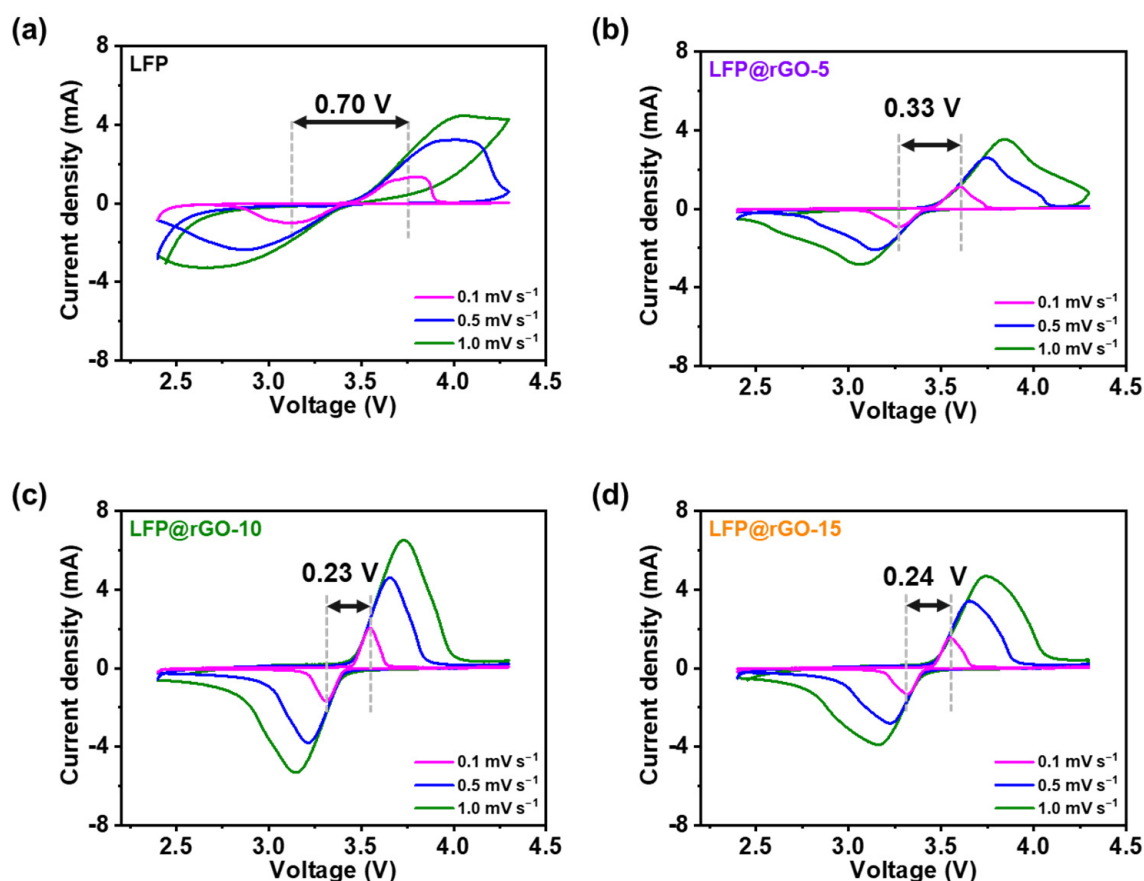 (a)
LFP
0.70 V
Current density (mA)
8
4
0
-4
-8
2.5 3.0 3.5 4.0 4.5
Voltage (V)
0.1 mV s⁻¹
0.5 mV s⁻¹
1.0 mV s⁻¹
(b)
LFP@rGO-5
0.33 V
Current density (mA)
8
4
0
-4
-8
2.5 3.0 3.5 4.0 4.5
Voltage (V)
0.1 mV s⁻¹
0.5 mV s⁻¹
1.0 mV s⁻¹
(c)
LFP@rGO-10
0.23 V
Current density (mA)
8
4
0
-4
-8
2.5 3.0 3.5 4.0 4.5
Voltage (V)
0.1 mV s⁻¹
0.5 mV s⁻¹
1.0 mV s⁻¹
(d)
LFP@rGO-15
0.24 V
Current density (mA)
8
4
0
-4
-8
2.5 3.0 3.5 4.0 4.5
Voltage (V)
0.1 mV s⁻¹
0.5 mV s⁻¹
1.0 mV s⁻¹